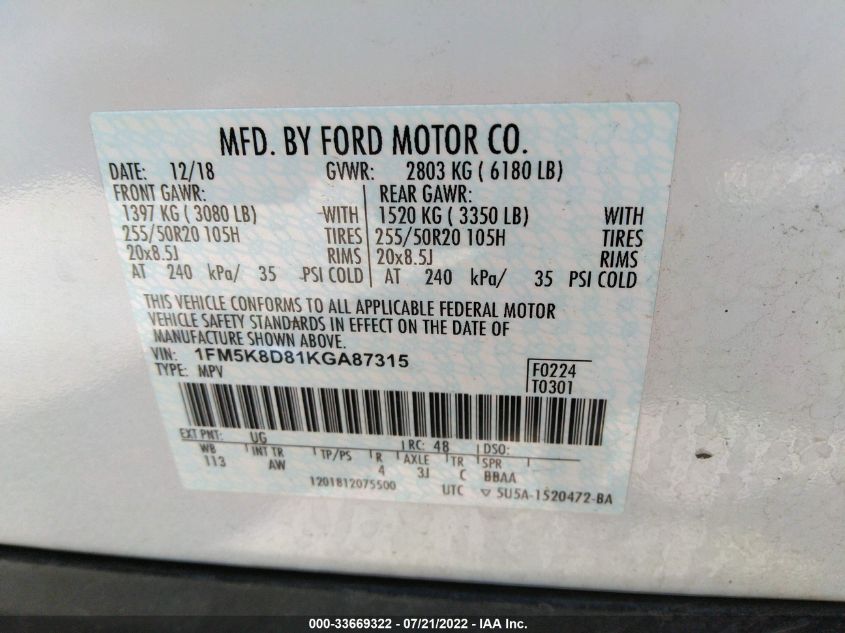 MFD. BY FORD MOTOR CO.
DATE: 12/18 GVWR: 2803 KG ( 6180 LB)
FRONT GAWR: REAR GAWR:
1397 KG ( 3080 LB) WITH 1520 KG ( 3350 LB) WITH
255/50R20 105H TIRES 255/50R20 105H TIRES
20x8.5J RIMS 20x8.5J RIMS
AT 240 kPa/ 35 PSI COLD AT 240 kPa/ 35 PSI COLD
THIS VEHICLE CONFORMS TO ALL APPLICABLE FEDERAL MOTOR
VEHICLE SAFETY STANDARDS IN EFFECT ON THE DATE OF
MANUFACTURE SHOWN ABOVE.
VIN: 1FM5K8D81KGA87315
TYPE: MPV
F0224
T0301
EXT PNT: UG RC: 48 DSO:
WB INT TR TP/PS R AXLE TR SPR
113 AW 4 3J C BBAA
1201812075500 UTC ▽ 5U5A-1520472-BA
000-33669322 / 07/21/2022 - IAA Inc.